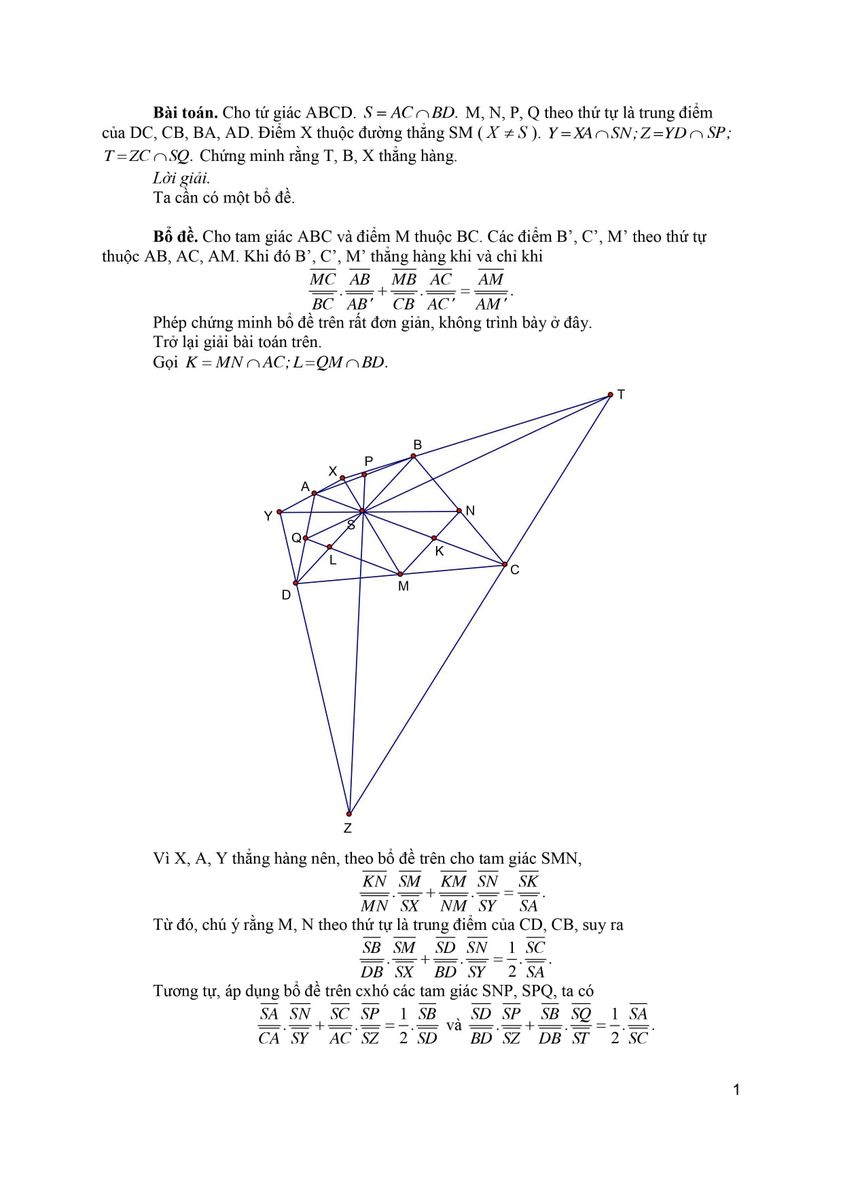 Bài toán. Cho tứ giác ABCD. S = AC ∩ BD. M, N, P, Q theo thứ tự là trung điểm
của DC, CB, BA, AD. Điểm X thuộc đường thẳng SM ( X ≠ S ). Y = XA ∩ SN; Z = YD ∩ SP;
T = ZC ∩ SQ. Chứng minh rằng T, B, X thẳng hàng.
Lời giải.
Ta cần có một bổ đề.
Bổ đề. Cho tam giác ABC và điểm M thuộc BC. Các điểm B’, C’, M’ theo thứ tự
thuộc AB, AC, AM. Khi đó B’, C’, M’ thẳng hàng khi và chỉ khi
$\frac{\overline{MC}}{\overline{BC}}.\frac{\overline{AB}}{\overline{AB'}}+\frac{\overline{MB}}{\overline{CB}}.\frac{\overline{AC}}{\overline{AC'}}=\frac{\overline{AM}}{\overline{AM'}}.$
Phép chứng minh bổ đề trên rất đơn giản, không trình bày ở đây.
Trở lại giải bài toán trên.
Gọi K = MN ∩ AC; L = QM ∩ BD.
T
B
P
X
A
Y
S
N
Q
L
K
C
D
M
Z
Vì X, A, Y thẳng hàng nên, theo bổ đề trên cho tam giác SMN,
$\frac{\overline{KN}}{\overline{MN}}.\frac{\overline{SM}}{\overline{SX}}+\frac{\overline{KM}}{\overline{NM}}.\frac{\overline{SN}}{\overline{SY}}=\frac{\overline{SK}}{\overline{SA}}.$
Từ đó, chú ý rằng M, N theo thứ tự là trung điểm của CD, CB, suy ra
$\frac{\overline{SB}}{\overline{DB}}.\frac{\overline{SM}}{\overline{SX}}+\frac{\overline{SD}}{\overline{BD}}.\frac{\overline{SN}}{\overline{SY}}=\frac{1}{2}.\frac{\overline{SC}}{\overline{SA}}.$
Tương tự, áp dụng bổ đề trên cxhó các tam giác SNP, SPQ, ta có
$\frac{\overline{SA}}{\overline{CA}}.\frac{\overline{SN}}{\overline{SY}}+\frac{\overline{SC}}{\overline{AC}}.\frac{\overline{SP}}{\overline{SZ}}=\frac{1}{2}.\frac{\overline{SB}}{\overline{SD}}$ và $\frac{\overline{SD}}{\overline{BD}}.\frac{\overline{SP}}{\overline{SZ}}+\frac{\overline{SB}}{\overline{DB}}.\frac{\overline{SQ}}{\overline{ST}}=\frac{1}{2}.\frac{\overline{SA}}{\overline{SC}}.$
1